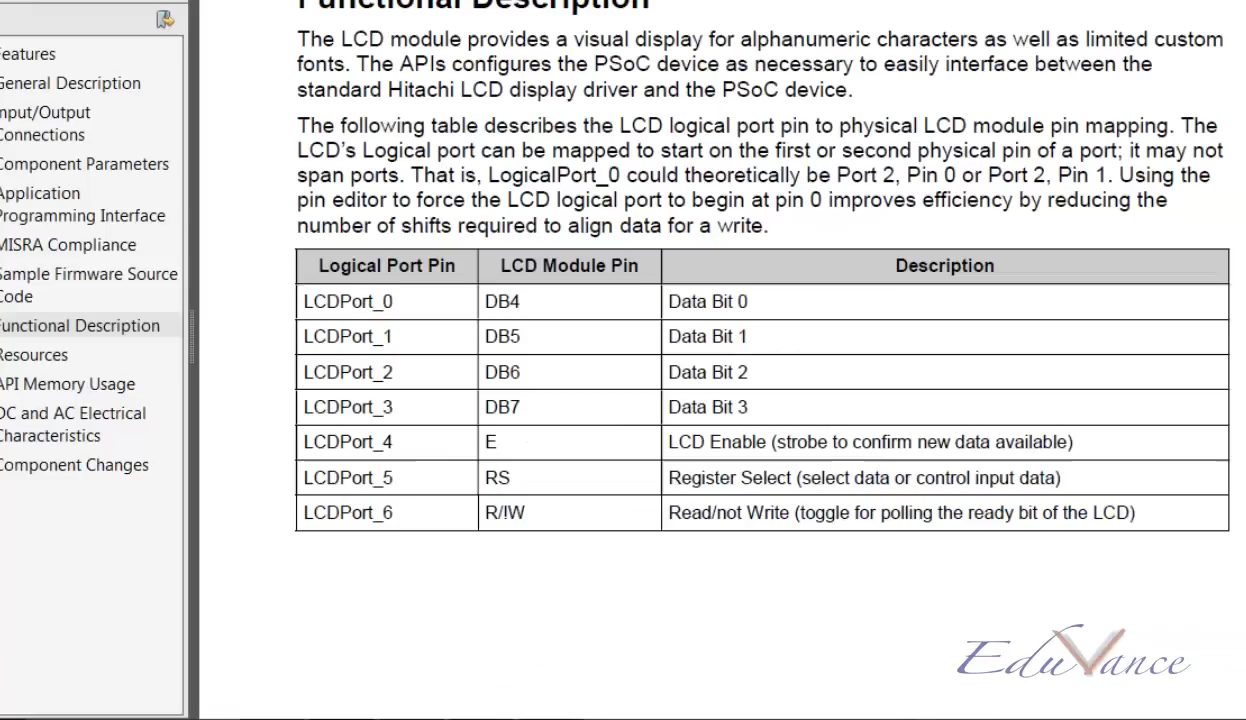 Functional Description
The LCD module provides a visual display for alphanumeric characters as well as limited custom
fonts. The APIs configures the PSoC device as necessary to easily interface between the
standard Hitachi LCD display driver and the PSoC device.
The following table describes the LCD logical port pin to physical LCD module pin mapping. The
LCD's Logical port can be mapped to start on the first or second physical pin of a port; it may not
span ports. That is, LogicalPort_0 could theoretically be Port 2, Pin 0 or Port 2, Pin 1. Using the
pin editor to force the LCD logical port to begin at pin 0 improves efficiency by reducing the
number of shifts required to align data for a write.
Logical Port Pin LCD Module Pin Description
LCDPort_0 DB4 Data Bit 0
LCDPort_1 DB5 Data Bit 1
LCDPort_2 DB6 Data Bit 2
LCDPort_3 DB7 Data Bit 3
LCDPort_4 E LCD Enable (strobe to confirm new data available)
LCDPort_5 RS Register Select (select data or control input data)
LCDPort_6 R/!W Read/not Write (toggle for polling the ready bit of the LCD)
eatures
General Description
nput/Output
Connections
Component Parameters
Application
Programming Interface
MISRA Compliance
Sample Firmware Source
Code
Functional Description
Resources
API Memory Usage
DC and AC Electrical
Characteristics
Component Changes
EduVance